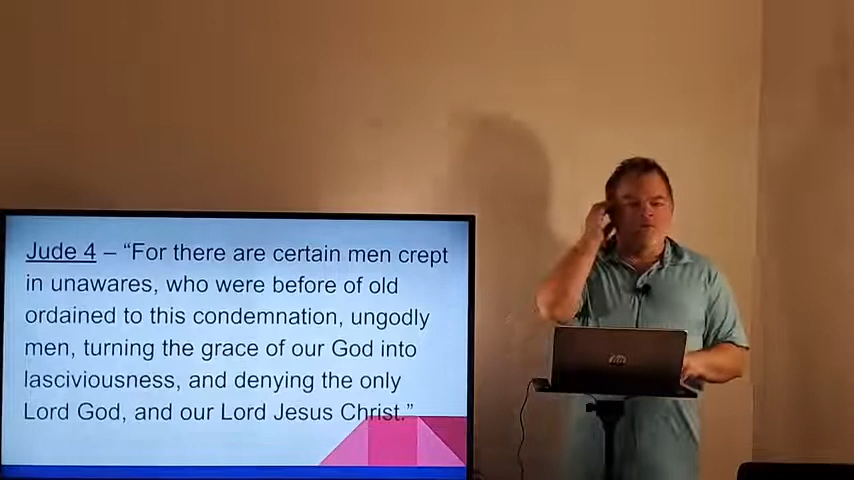 Jude 4 – “For there are certain men crept
in unawares, who were before of old
ordained to this condemnation, ungodly
men, turning the grace of our God into
lasciviousness, and denying the only
Lord God, and our Lord Jesus Christ.”
hp